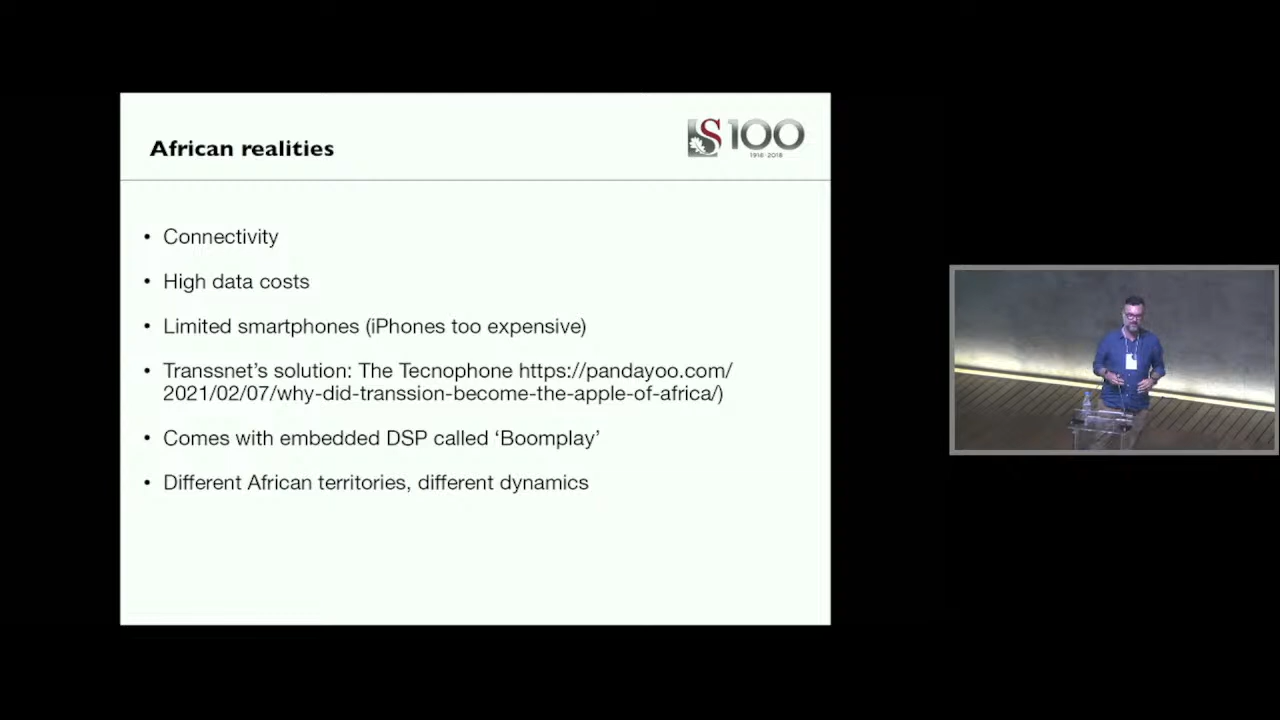 African realities
S 100
1918·2018
• Connectivity
• High data costs
• Limited smartphones (iPhones too expensive)
• Transsnet’s solution: The Tecnophone https://pandayoo.com/
2021/02/07/why-did-transsion-become-the-apple-of-africa/)
• Comes with embedded DSP called ‘Boomplay’
• Different African territories, different dynamics